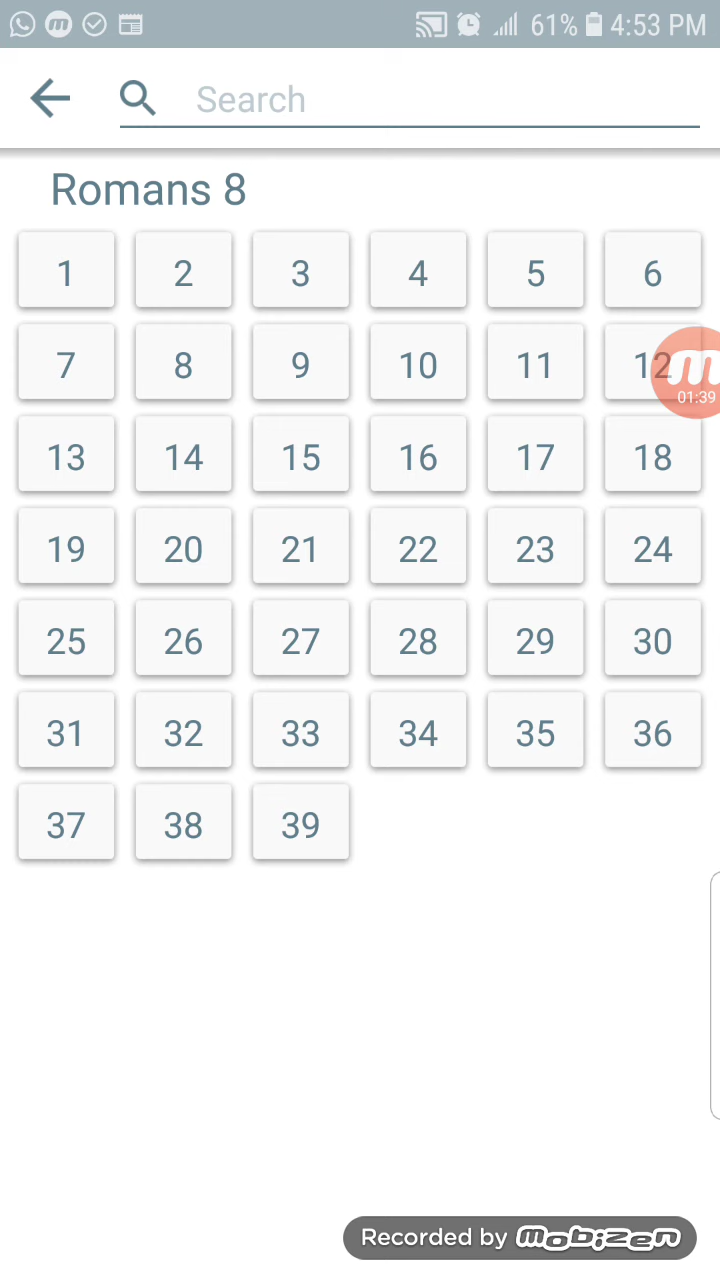 61% 4:53 PM
Search
Romans 8
1 2 3 4 5 6
7 8 9 10 11 12
01:39
13 14 15 16 17 18
19 20 21 22 23 24
25 26 27 28 29 30
31 32 33 34 35 36
37 38 39
Recorded by mobizen